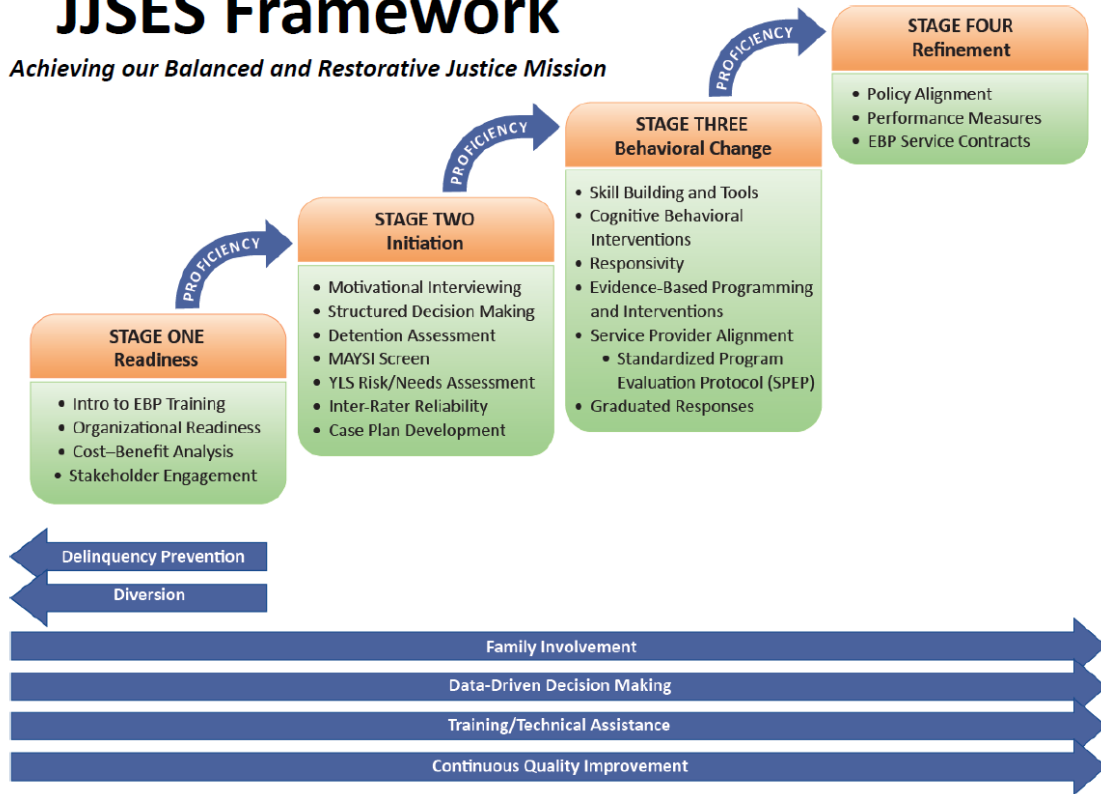 JJSES Framework
Achieving our Balanced and Restorative Justice Mission
STAGE ONE
Readiness
• Intro to EBP Training
• Organizational Readiness
• Cost–Benefit Analysis
• Stakeholder Engagement
PROFICIENCY
STAGE TWO
Initiation
• Motivational Interviewing
• Structured Decision Making
• Detention Assessment
• MAYSI Screen
• YLS Risk/Needs Assessment
• Inter-Rater Reliability
• Case Plan Development
PROFICIENCY
STAGE THREE
Behavioral Change
• Skill Building and Tools
• Cognitive Behavioral
Interventions
• Responsivity
• Evidence-Based Programming
and Interventions
• Service Provider Alignment
• Standardized Program
Evaluation Protocol (SPEP)
• Graduated Responses
PROFICIENCY
STAGE FOUR
Refinement
• Policy Alignment
• Performance Measures
• EBP Service Contracts
Delinquency Prevention
Diversion
Family Involvement
Data-Driven Decision Making
Training/Technical Assistance
Continuous Quality Improvement